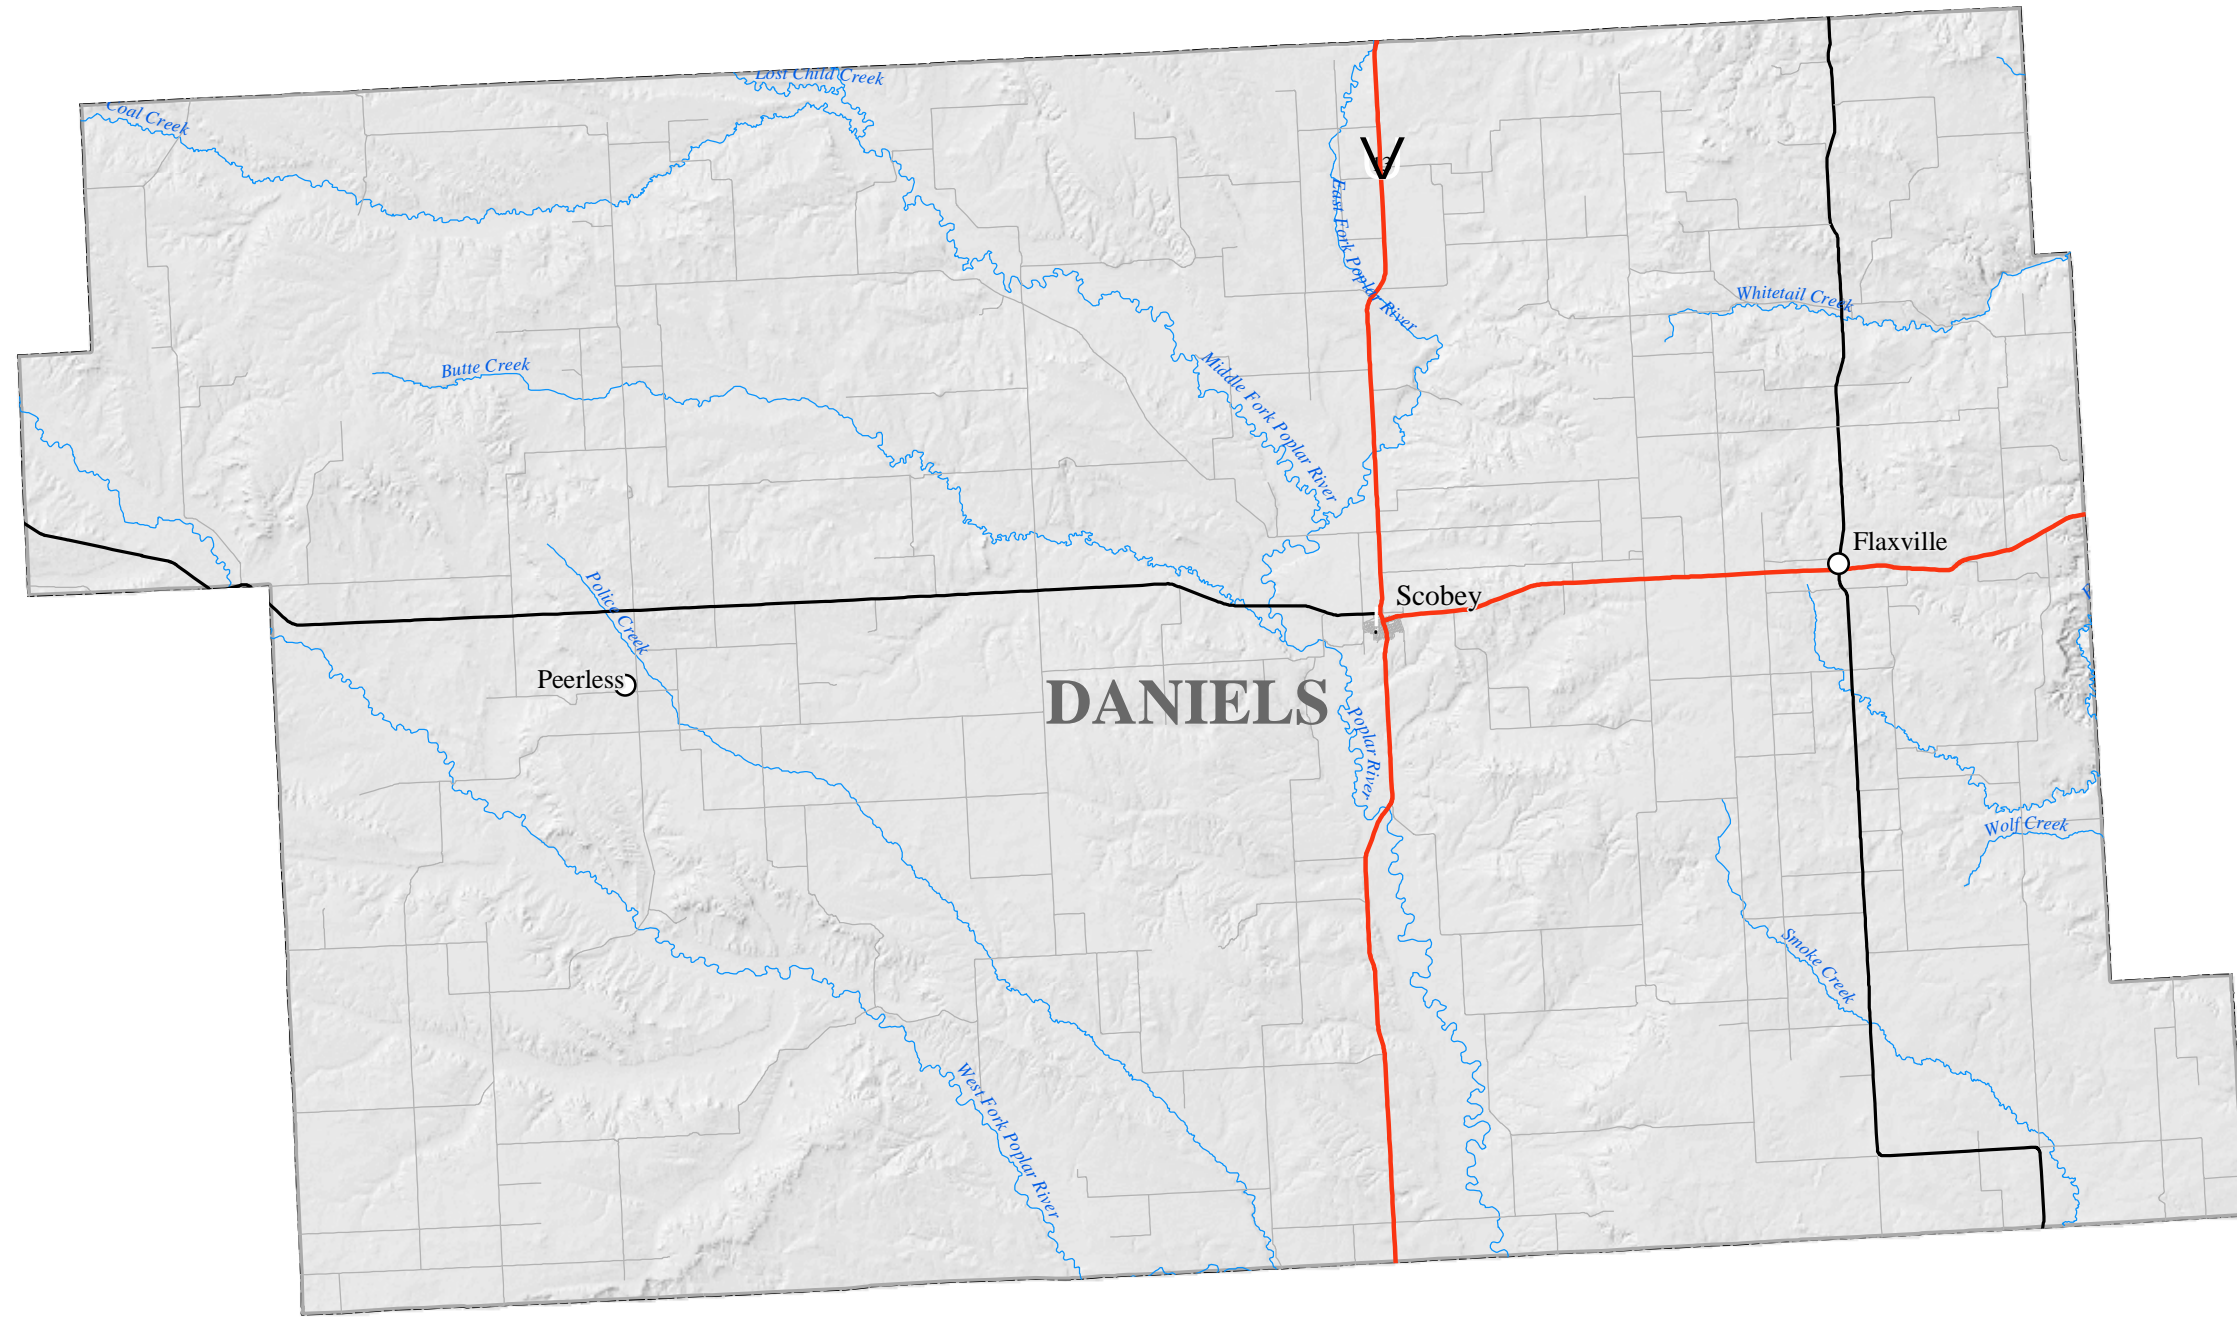 Lost Child Creek
Coal Creek
East Fork Poplar River
Whitetail Creek
Butte Creek
Middle Fork Poplar River
Flaxville
Scobey
Police Creek
Peerless
DANIELS
Poplar River
Wolf Creek
Smoke Creek
West Fork Poplar River